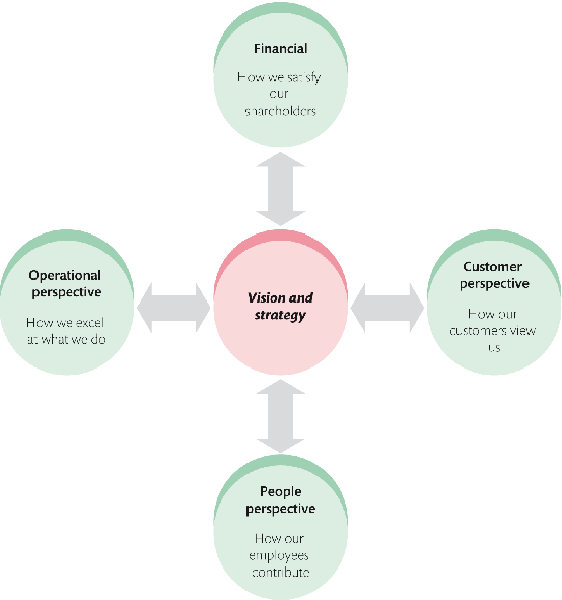 Financial
How we satisfy
our
shareholders
Operational
perspective
How we excel
at what we do
Vision and
strategy
Customer
perspective
How our
customers view
us
People
perspective
How our
employees
contribute